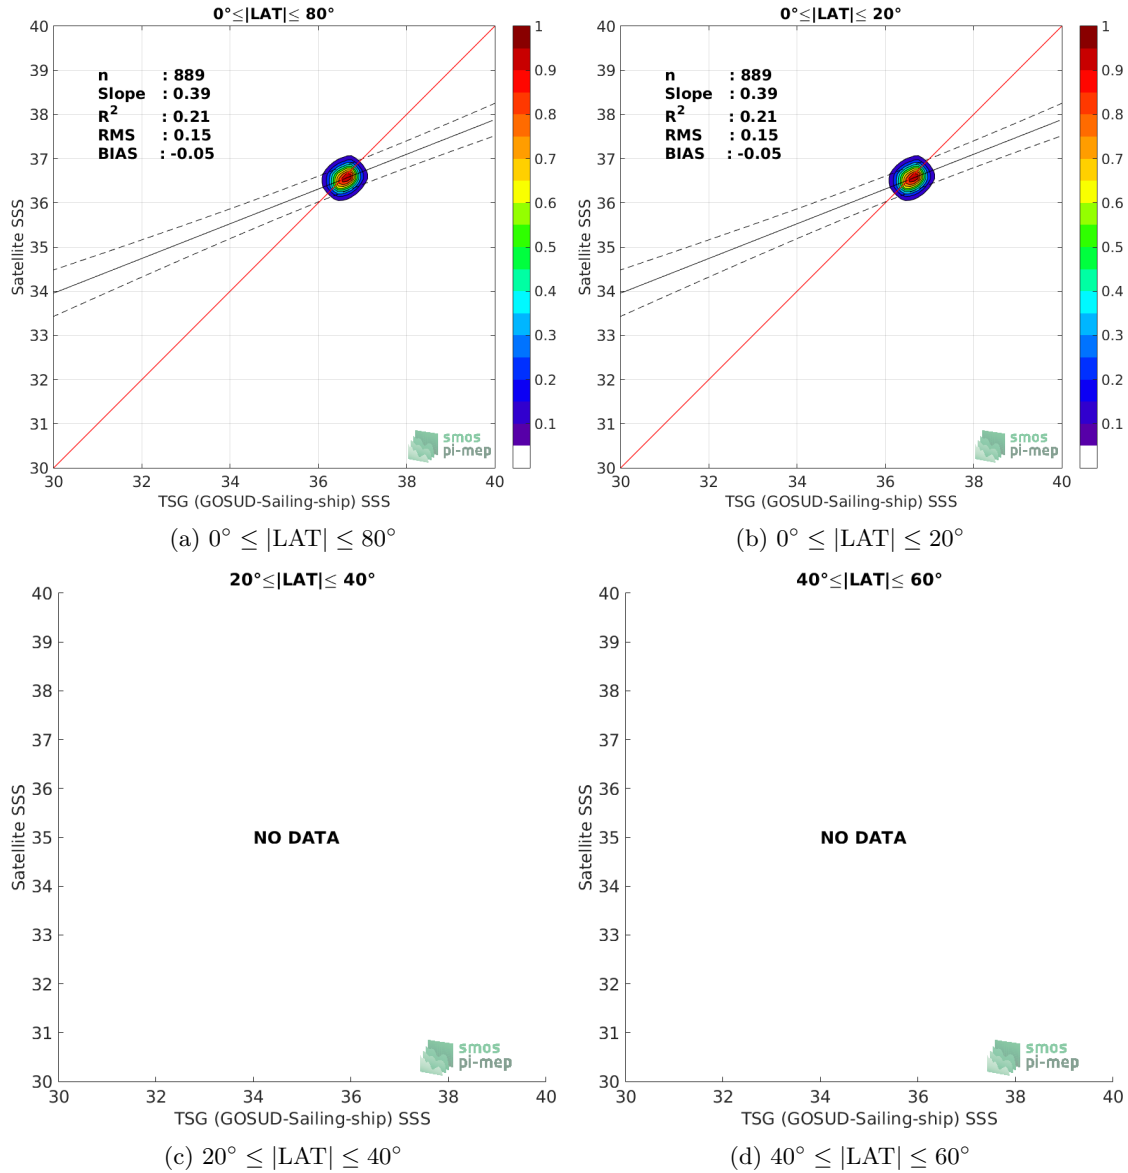 0°≤|LAT|≤ 80°
n : 889
Slope : 0.39
R² : 0.21
RMS : 0.15
BIAS : -0.05
40
39
38
37
36
35
34
33
32
31
30
Satellite SSS
30
32
34
36
38
40
TSG (GOSUD-Sailing-ship) SSS
1
0.9
0.8
0.7
0.6
0.5
0.4
0.3
0.2
0.1
smos
pi-mep
(a) 0° ≤ |LAT| ≤ 80°
0°≤|LAT|≤ 20°
n : 889
Slope : 0.39
R² : 0.21
RMS : 0.15
BIAS : -0.05
40
39
38
37
36
35
34
33
32
31
30
Satellite SSS
30
32
34
36
38
40
TSG (GOSUD-Sailing-ship) SSS
1
0.9
0.8
0.7
0.6
0.5
0.4
0.3
0.2
0.1
smos
pi-mep
(b) 0° ≤ |LAT| ≤ 20°
20°≤|LAT|≤ 40°
40
39
38
37
36
35
34
33
32
31
30
Satellite SSS
NO DATA
30
32
34
36
38
40
TSG (GOSUD-Sailing-ship) SSS
smos
pi-mep
(c) 20° ≤ |LAT| ≤ 40°
40°≤|LAT|≤ 60°
40
39
38
37
36
35
34
33
32
31
30
Satellite SSS
NO DATA
30
32
34
36
38
40
TSG (GOSUD-Sailing-ship) SSS
smos
pi-mep
(d) 40° ≤ |LAT| ≤ 60°